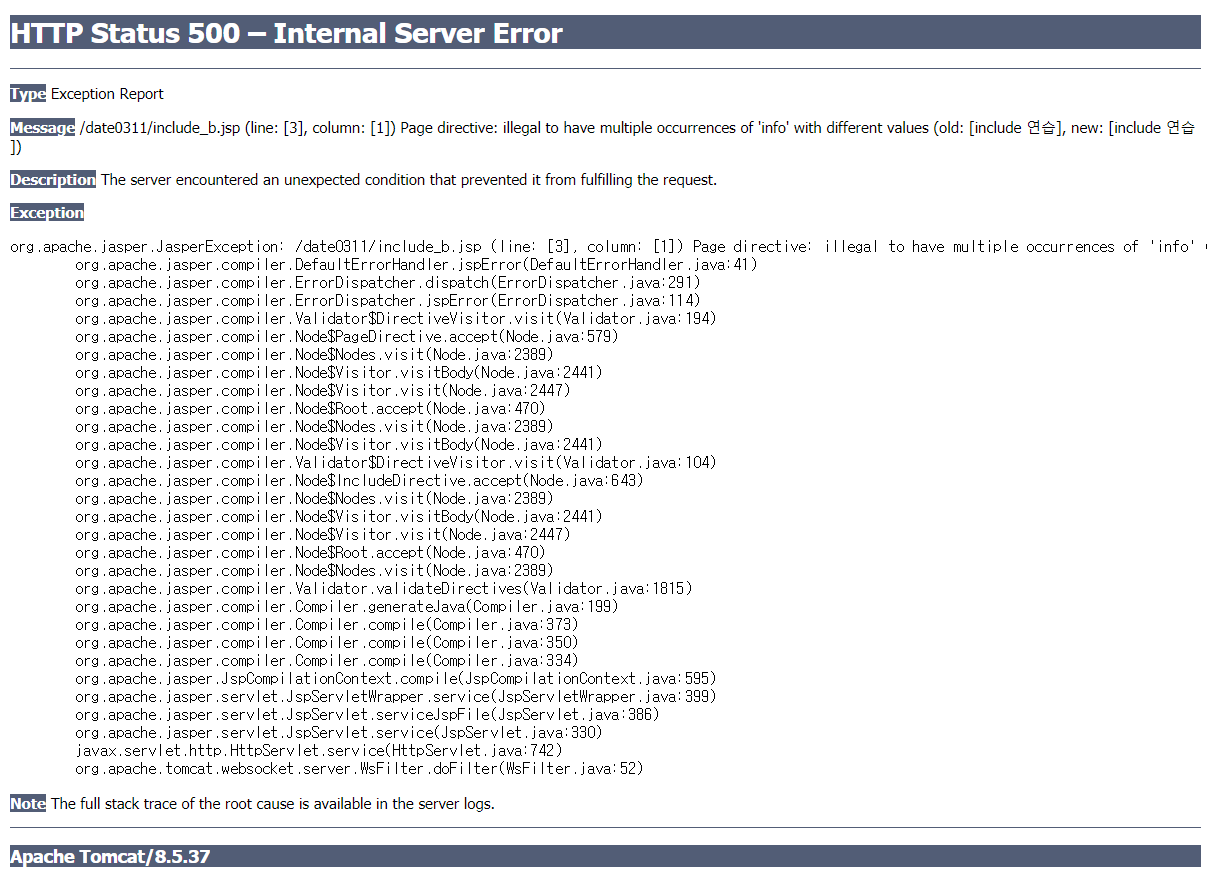 HTTP Status 500 – Internal Server Error
Type Exception Report
Message /date0311/include_b.jsp (line: [3], column: [1]) Page directive: illegal to have multiple occurrences of 'info' with different values (old: [include 연습], new: [include 연습
])
Description The server encountered an unexpected condition that prevented it from fulfilling the request.
Exception
org.apache.jasper.JasperException: /date0311/include_b.jsp (line: [3], column: [1]) Page directive: illegal to have multiple occurrences of 'info'
org.apache.jasper.compiler.DefaultErrorHandler.jspError(DefaultErrorHandler.java:41)
org.apache.jasper.compiler.ErrorDispatcher.dispatch(ErrorDispatcher.java:291)
org.apache.jasper.compiler.ErrorDispatcher.jspError(ErrorDispatcher.java:114)
org.apache.jasper.compiler.Validator$DirectiveVisitor.visit(Validator.java:194)
org.apache.jasper.compiler.Node$PageDirective.accept(Node.java:579)
org.apache.jasper.compiler.Node$Nodes.visit(Node.java:2389)
org.apache.jasper.compiler.Node$Visitor.visitBody(Node.java:2441)
org.apache.jasper.compiler.Node$Visitor.visit(Node.java:2447)
org.apache.jasper.compiler.Node$Root.accept(Node.java:470)
org.apache.jasper.compiler.Node$Nodes.visit(Node.java:2389)
org.apache.jasper.compiler.Node$Visitor.visitBody(Node.java:2441)
org.apache.jasper.compiler.Validator$DirectiveVisitor.visit(Validator.java:104)
org.apache.jasper.compiler.Node$IncludeDirective.accept(Node.java:643)
org.apache.jasper.compiler.Node$Nodes.visit(Node.java:2389)
org.apache.jasper.compiler.Node$Visitor.visitBody(Node.java:2441)
org.apache.jasper.compiler.Node$Visitor.visit(Node.java:2447)
org.apache.jasper.compiler.Node$Root.accept(Node.java:470)
org.apache.jasper.compiler.Node$Nodes.visit(Node.java:2389)
org.apache.jasper.compiler.Validator.validateDirectives(Validator.java:1815)
org.apache.jasper.compiler.Compiler.generateJava(Compiler.java:199)
org.apache.jasper.compiler.Compiler.compile(Compiler.java:373)
org.apache.jasper.compiler.Compiler.compile(Compiler.java:350)
org.apache.jasper.compiler.Compiler.compile(Compiler.java:334)
org.apache.jasper.JspCompilationContext.compile(JspCompilationContext.java:595)
org.apache.jasper.servlet.JspServletWrapper.service(JspServletWrapper.java:399)
org.apache.jasper.servlet.JspServlet.serviceJspFile(JspServlet.java:386)
org.apache.jasper.servlet.JspServlet.service(JspServlet.java:330)
javax.servlet.http.HttpServlet.service(HttpServlet.java:742)
org.apache.tomcat.websocket.server.WsFilter.doFilter(WsFilter.java:52)
Note The full stack trace of the root cause is available in the server logs.
Apache Tomcat/8.5.37